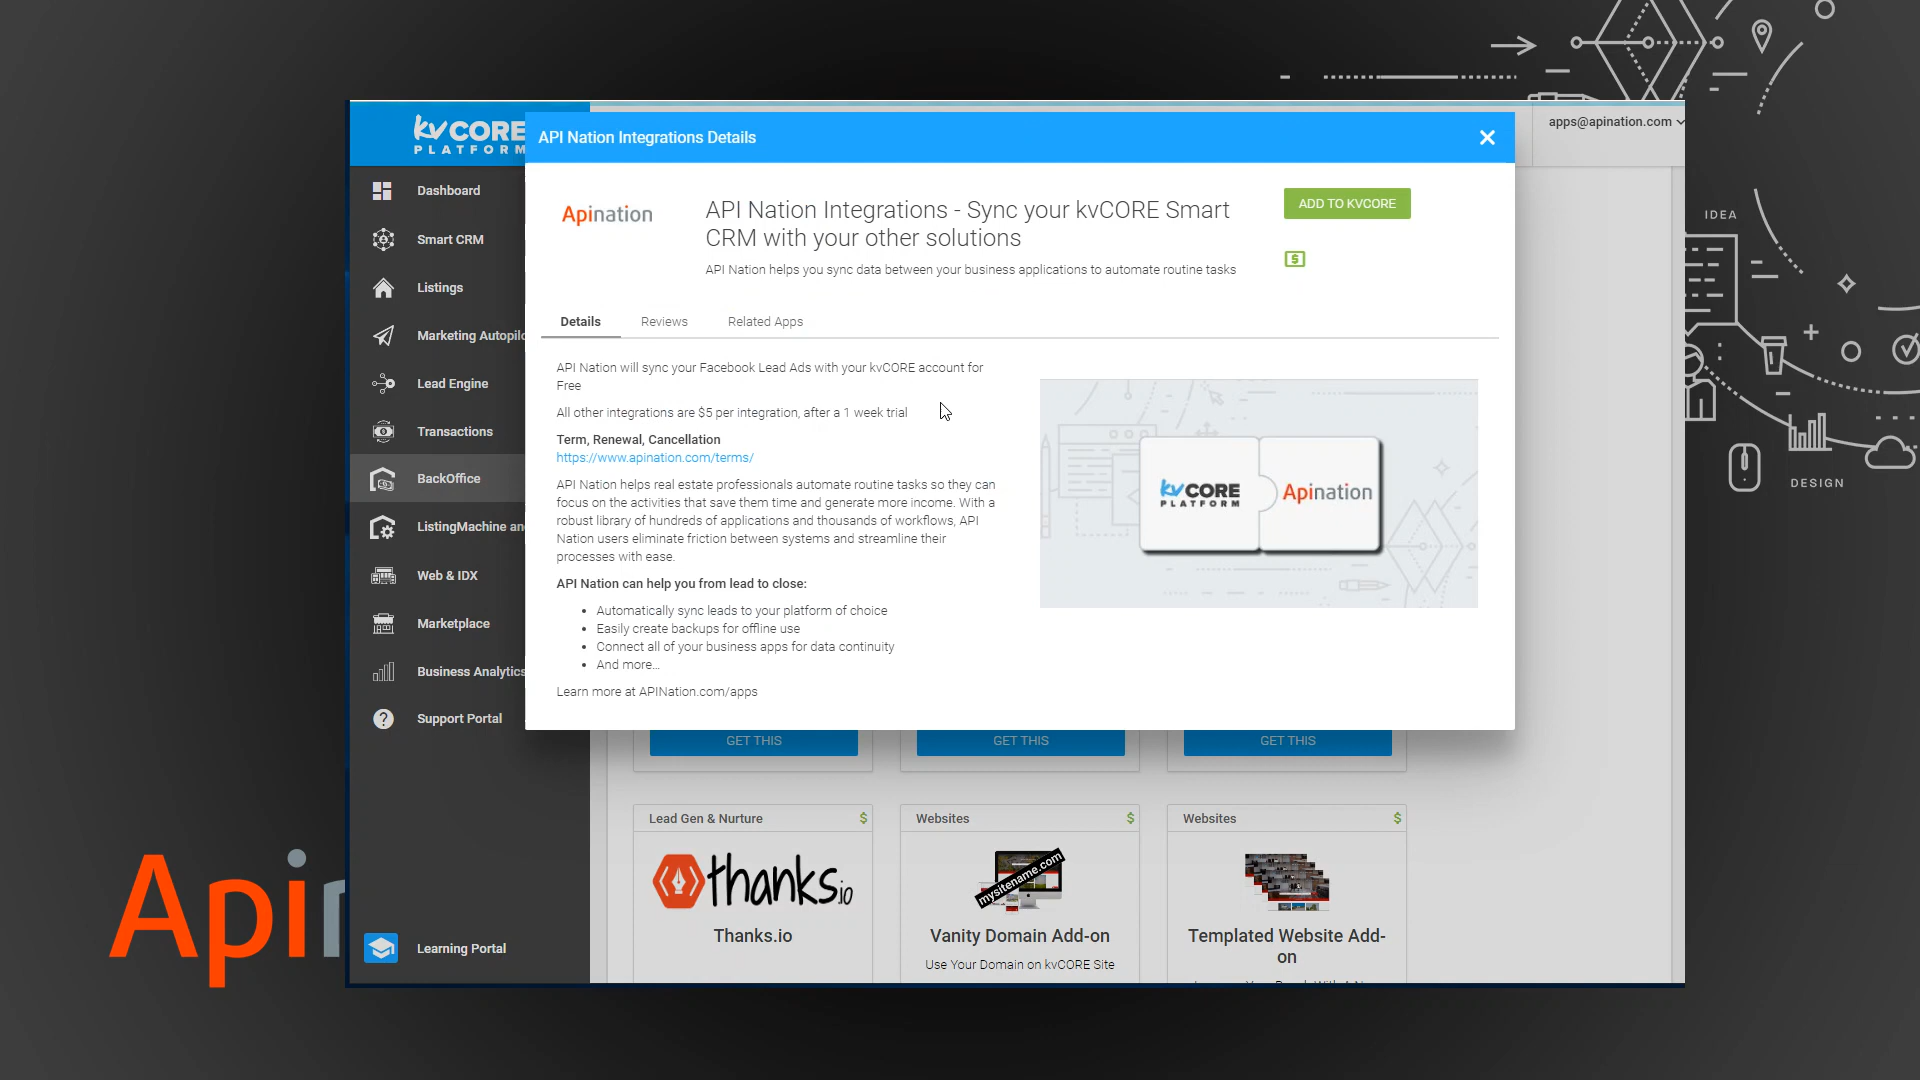 IDEA
DESIGN
kvCORE
PLATFORM
apps@apination.com
Dashboard
Smart CRM
Listings
Marketing Autopilo
Lead Engine
Transactions
BackOffice
ListingMachine an
Web & IDX
Marketplace
Business Analytics
Support Portal
Learning Portal
API Nation Integrations Details
Apination
API Nation Integrations - Sync your kvCORE Smart
CRM with your other solutions
API Nation helps you sync data between your business applications to automate routine tasks
ADD TO KVCORE
$
Details
Reviews
Related Apps
API Nation will sync your Facebook Lead Ads with your kvCORE account for
Free
All other integrations are $5 per integration, after a 1 week trial
Term, Renewal, Cancellation
https://www.apination.com/terms/
API Nation helps real estate professionals automate routine tasks so they can
focus on the activities that save them time and generate more income. With a
robust library of hundreds of applications and thousands of workflows, API
Nation users eliminate friction between systems and streamline their
processes with ease.
API Nation can help you from lead to close:
• Automatically sync leads to your platform of choice
• Easily create backups for offline use
• Connect all of your business apps for data continuity
• And more...
Learn more at APINation.com/apps
kvCORE
PLATFORM
Apination
GET THIS
GET THIS
GET THIS
Lead Gen & Nurture $
thanks.io
Thanks.io
Websites $
mysitename.com
Vanity Domain Add-on
Use Your Domain on kvCORE Site
Websites $
Templated Website Add-
on
Api